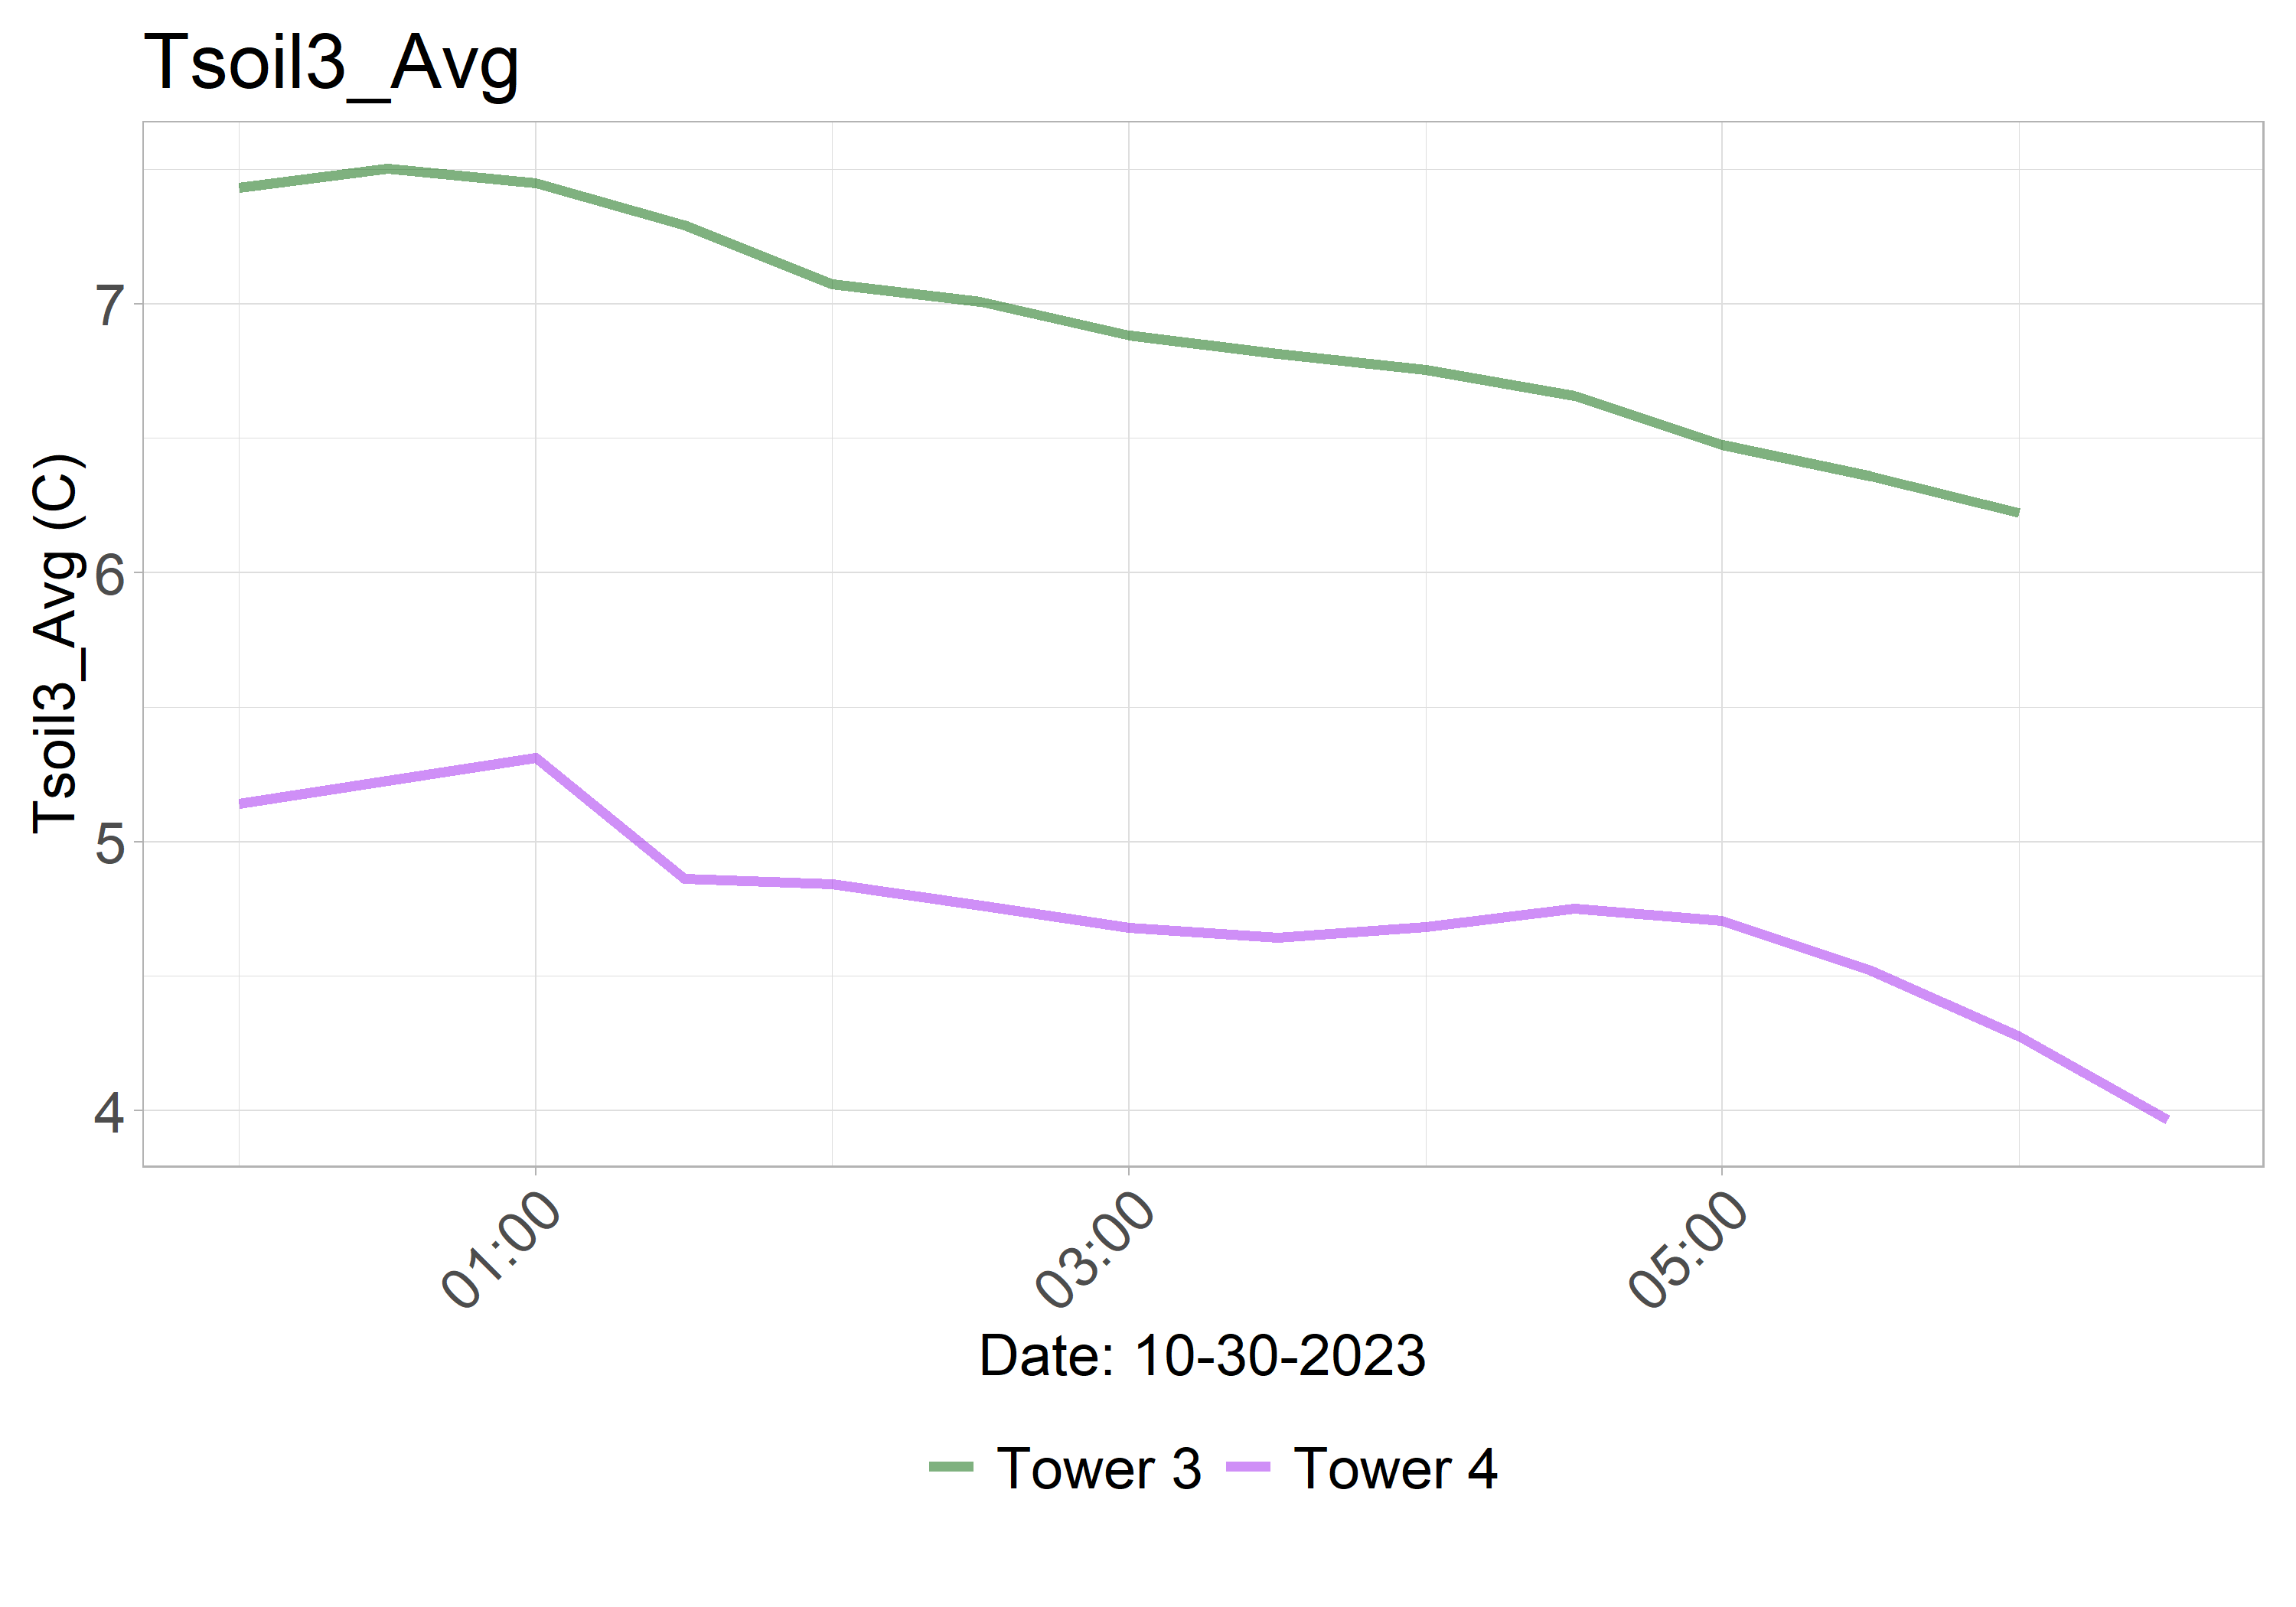 Tsoil3_Avg
Tsoil3_Avg (C)
7
6
5
4
01:00
03:00
05:00
Date: 10-30-2023
Tower 3
Tower 4